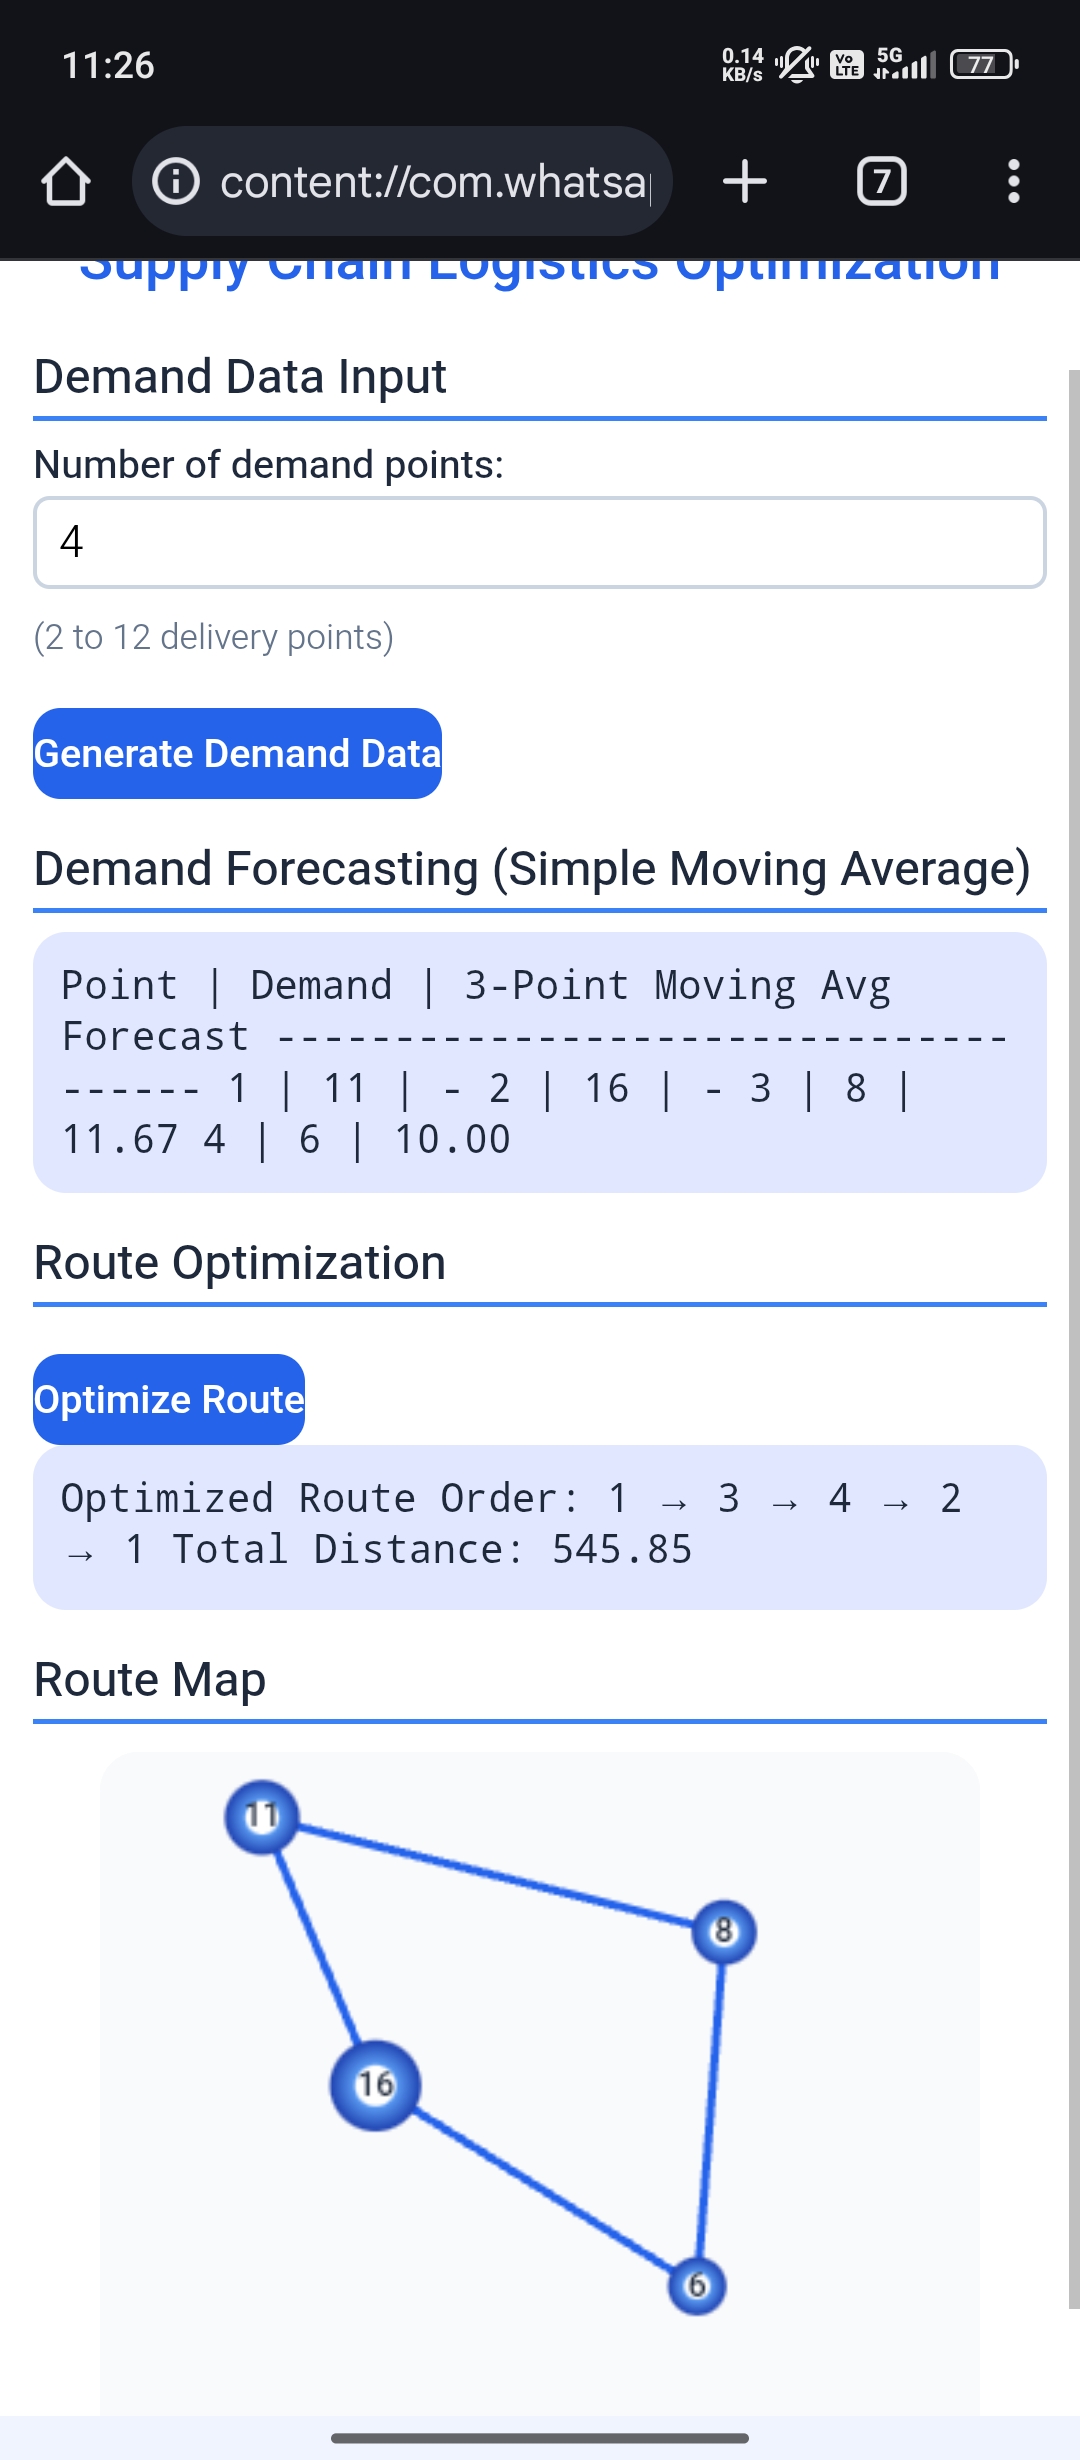 11:26
0.14
KB/s
Vo
LTE
5G
77
content://com.whatsa
7
Supply Chain Logistics Optimization
Demand Data Input
Number of demand points:
4
(2 to 12 delivery points)
Generate Demand Data
Demand Forecasting (Simple Moving Average)
Point | Demand | 3-Point Moving Avg
Forecast -------------------------------
------ 1 | 11 | - 2 | 16 | - 3 | 8 |
11.67 4 | 6 | 10.00
Route Optimization
Optimize Route
Optimized Route Order: 1 → 3 → 4 → 2
→ 1 Total Distance: 545.85
Route Map
11
8
16
6